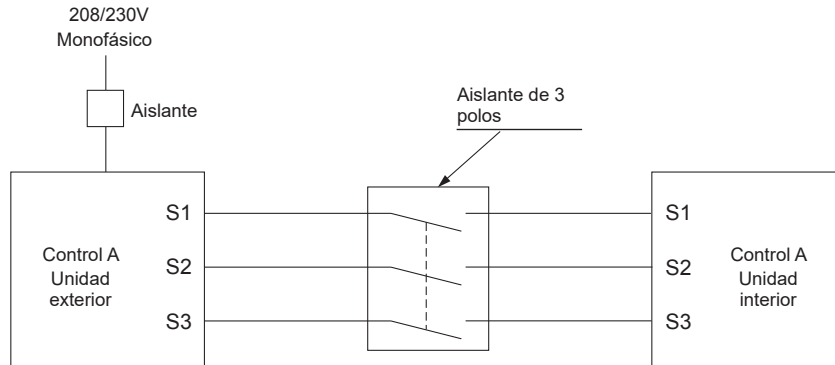 208/230V
Monofásico
Aislante
Aislante de 3
polos
S1
S2
S3
Control A
Unidad
exterior
S1
S2
S3
Control A
Unidad
interior